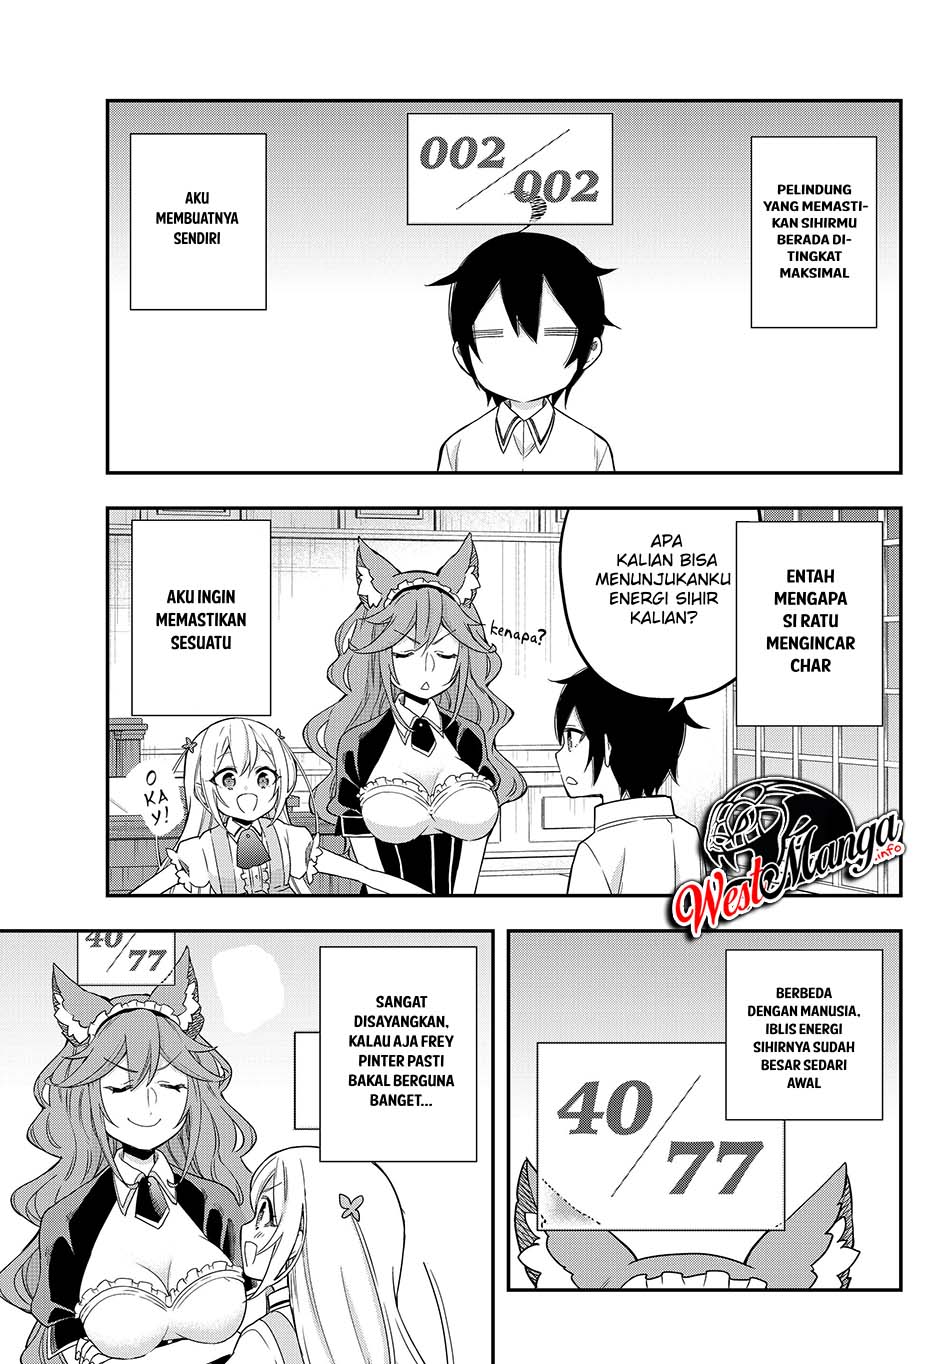 PELINDUNG
YANG MEMASTI-
KAN SIHIRMU
BERADA DI-
TINGKAT
MAKSIMAL
002
002
AKU
MEMBUATNYA
SENDIRI
ENTAH
MENGAPA
SI RATU
MENGINCAR
CHAR
APA
KALIAN BISA
MENUNJUKANKU
ENERGI SIHIR
KALIAN?
kenapa?
AKU INGIN
MEMASTIKAN
SESUATU
O
KA
Y!
WestManga
.info
BERBEDA
DENGAN MANUSIA,
IBLIS ENERGI
SIHIRNYA SUDAH
BESAR SEDARI
AWAL
40
77
SANGAT
DISAYANGKAN,
KALAU AJA FREY
PINTER PASTI
BAKAL BERGUNA
BANGET...
40
77